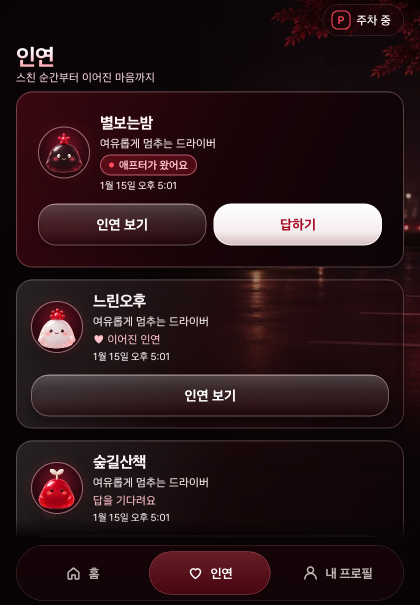 P 주차 중
인연
스친 순간부터 이어진 마음까지
별보는밤
여유롭게 멈추는 드라이버
애프터가 왔어요
1월 15일 오후 5:01
인연 보기
답하기
느린오후
여유롭게 멈추는 드라이버
이어진 인연
1월 15일 오후 5:01
인연 보기
숲길산책
여유롭게 멈추는 드라이버
답을 기다려요
1월 15일 오후 5:01
홈
인연
내 프로필